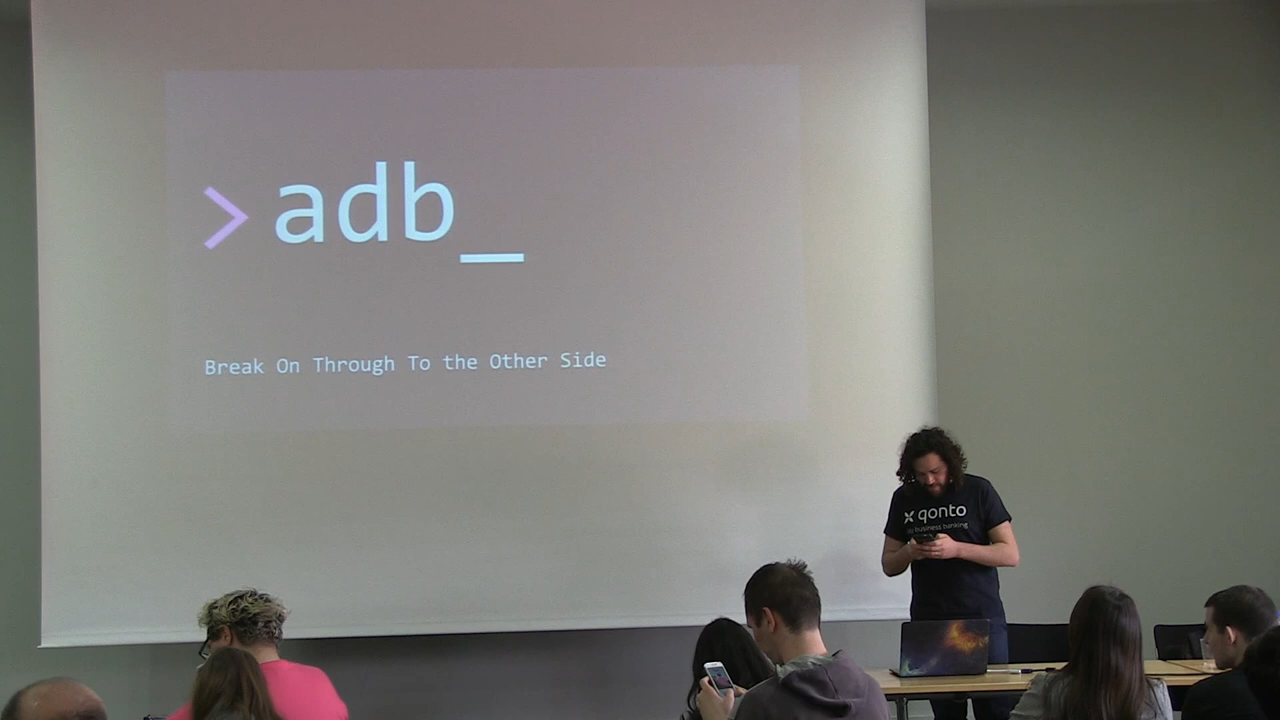 > adb_
Break On Through To the Other Side
qonto
business banking